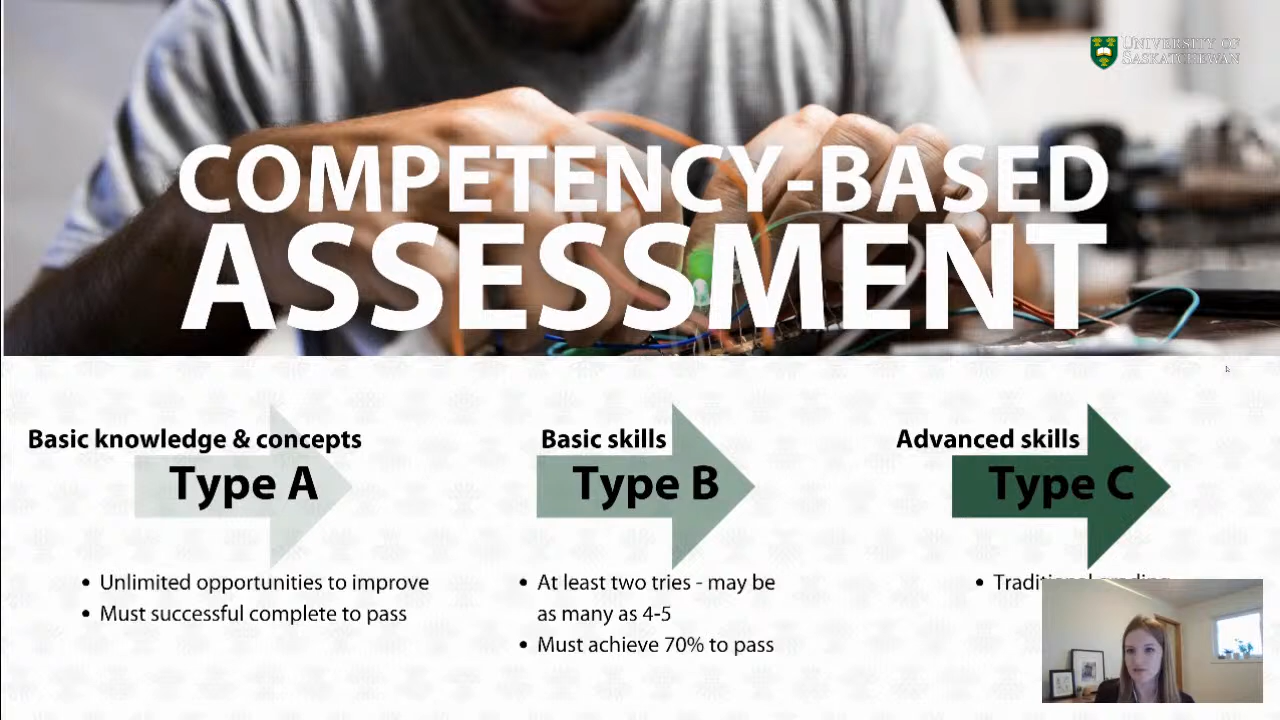 UNIVERSITY OF
SASKATCHEWAN
COMPETENCY-BASED
ASSESSMENT
Basic knowledge & concepts
Type A
• Unlimited opportunities to improve
• Must successful complete to pass
Basic skills
Type B
• At least two tries - may be
as many as 4-5
• Must achieve 70% to pass
Advanced skills
Type C
• Traditional grading